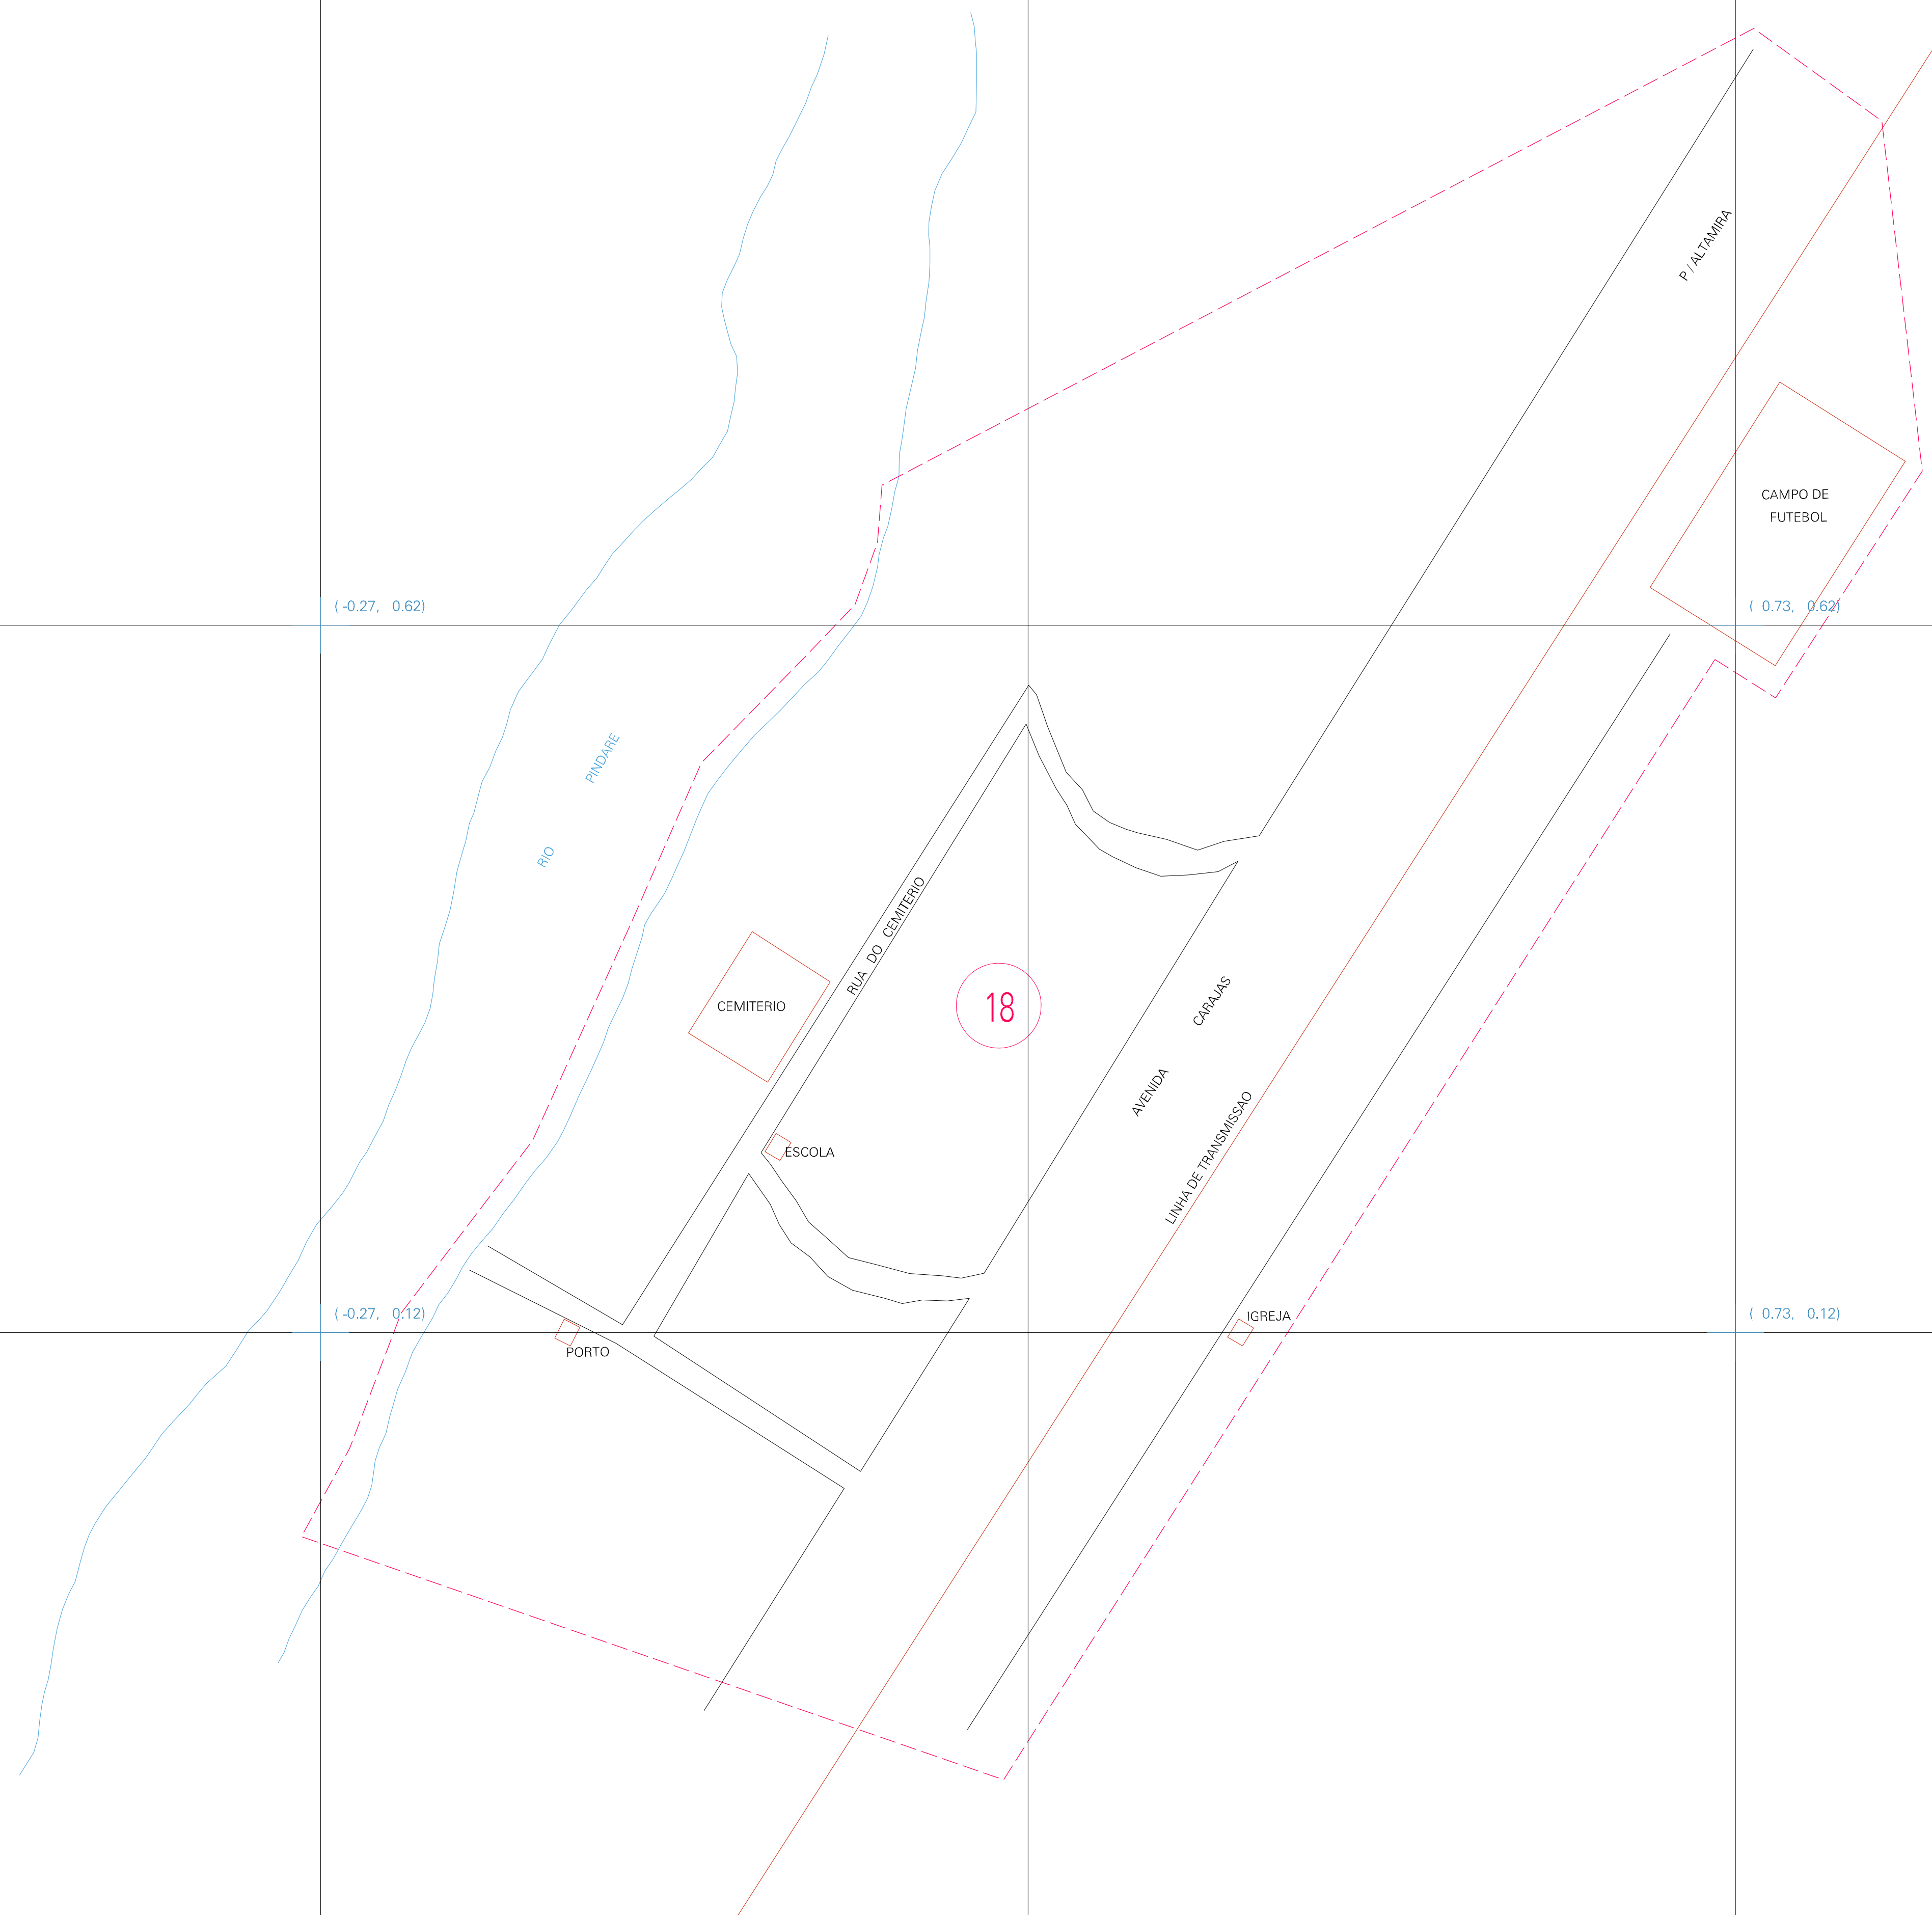 P / ALTAMIRA
CAMPO DE
FUTEBOL
( -0.27, 0.62)
( 0.73, 0.62)
RIO PINDARE
RUA DO CEMITERIO
CEMITERIO
18
AVENIDA CARAJAS
LINHA DE TRANSMISSAO
ESCOLA
( -0.27, 0.12)
IGREJA
( 0.73, 0.12)
PORTO